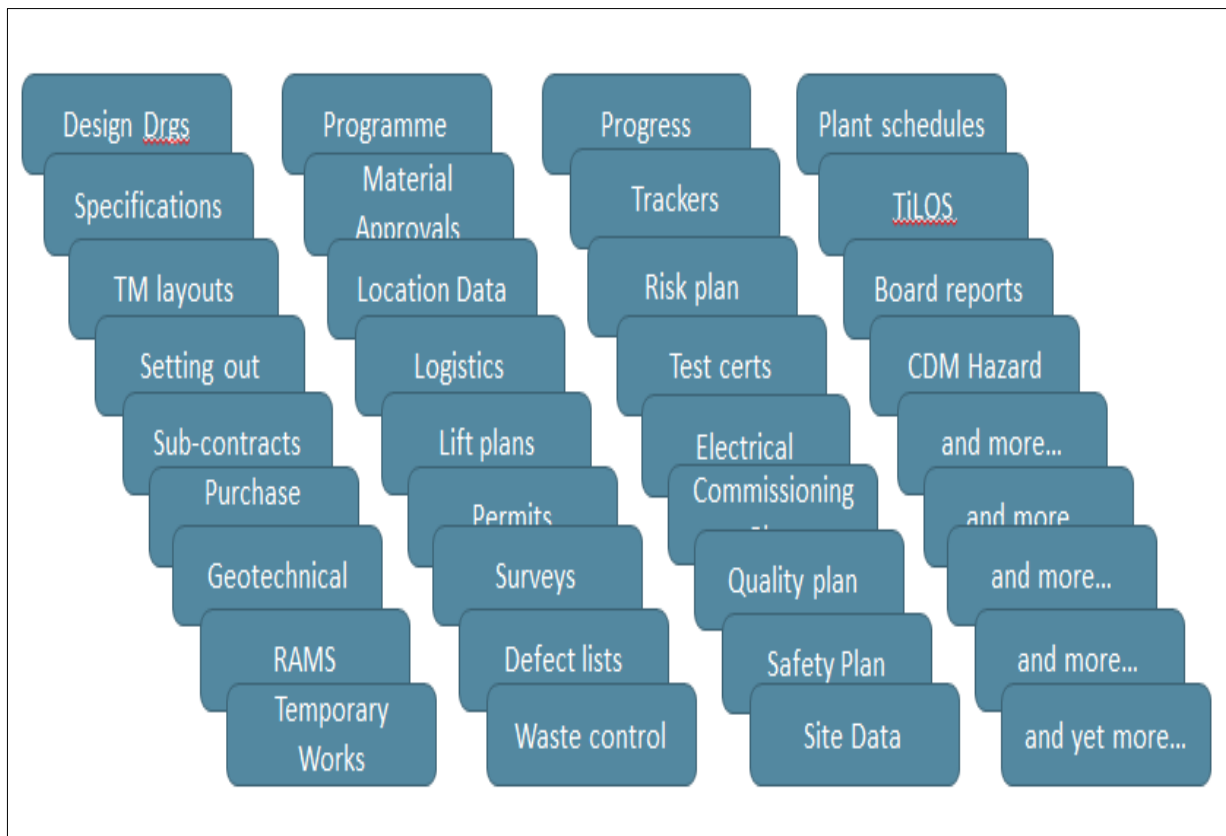 Design Drgs
Specifications
TM layouts
Setting out
Sub-contracts
Purchase
Geotechnical
RAMS
Temporary
Works
Programme
Material
Approvals
Location Data
Logistics
Lift plans
Permits
Surveys
Defect lists
Waste control
Progress
Trackers
Risk plan
Test certs
Electrical
Commissioning
Quality plan
Safety Plan
Site Data
Plant schedules
TiLOS
Board reports
CDM Hazard
and more...
and more
and more...
and more...
and yet more...